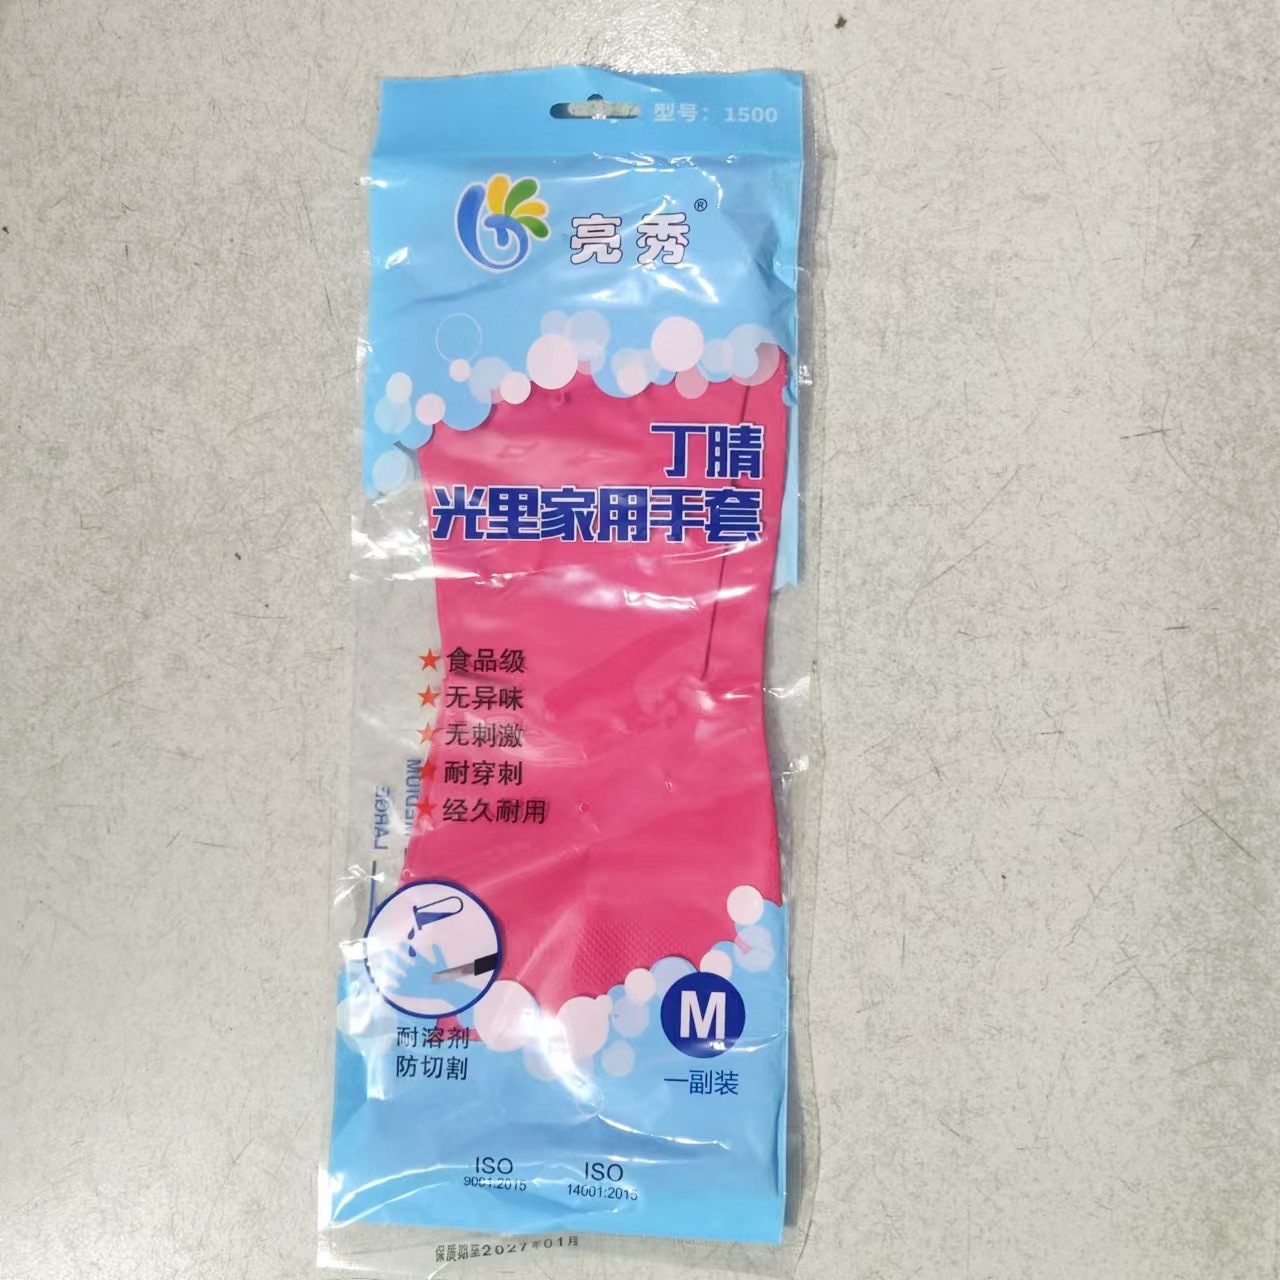 型号：1500
亮秀®
丁腈
光里家用手套
★ 食品级
★ 无异味
★ 无刺激
★ 耐穿刺
★ 经久耐用
MEDIUM
LARGE
耐溶剂
防切割
M
一副装
ISO
9001:2015
ISO
14001:2015
保质期至2027年01月